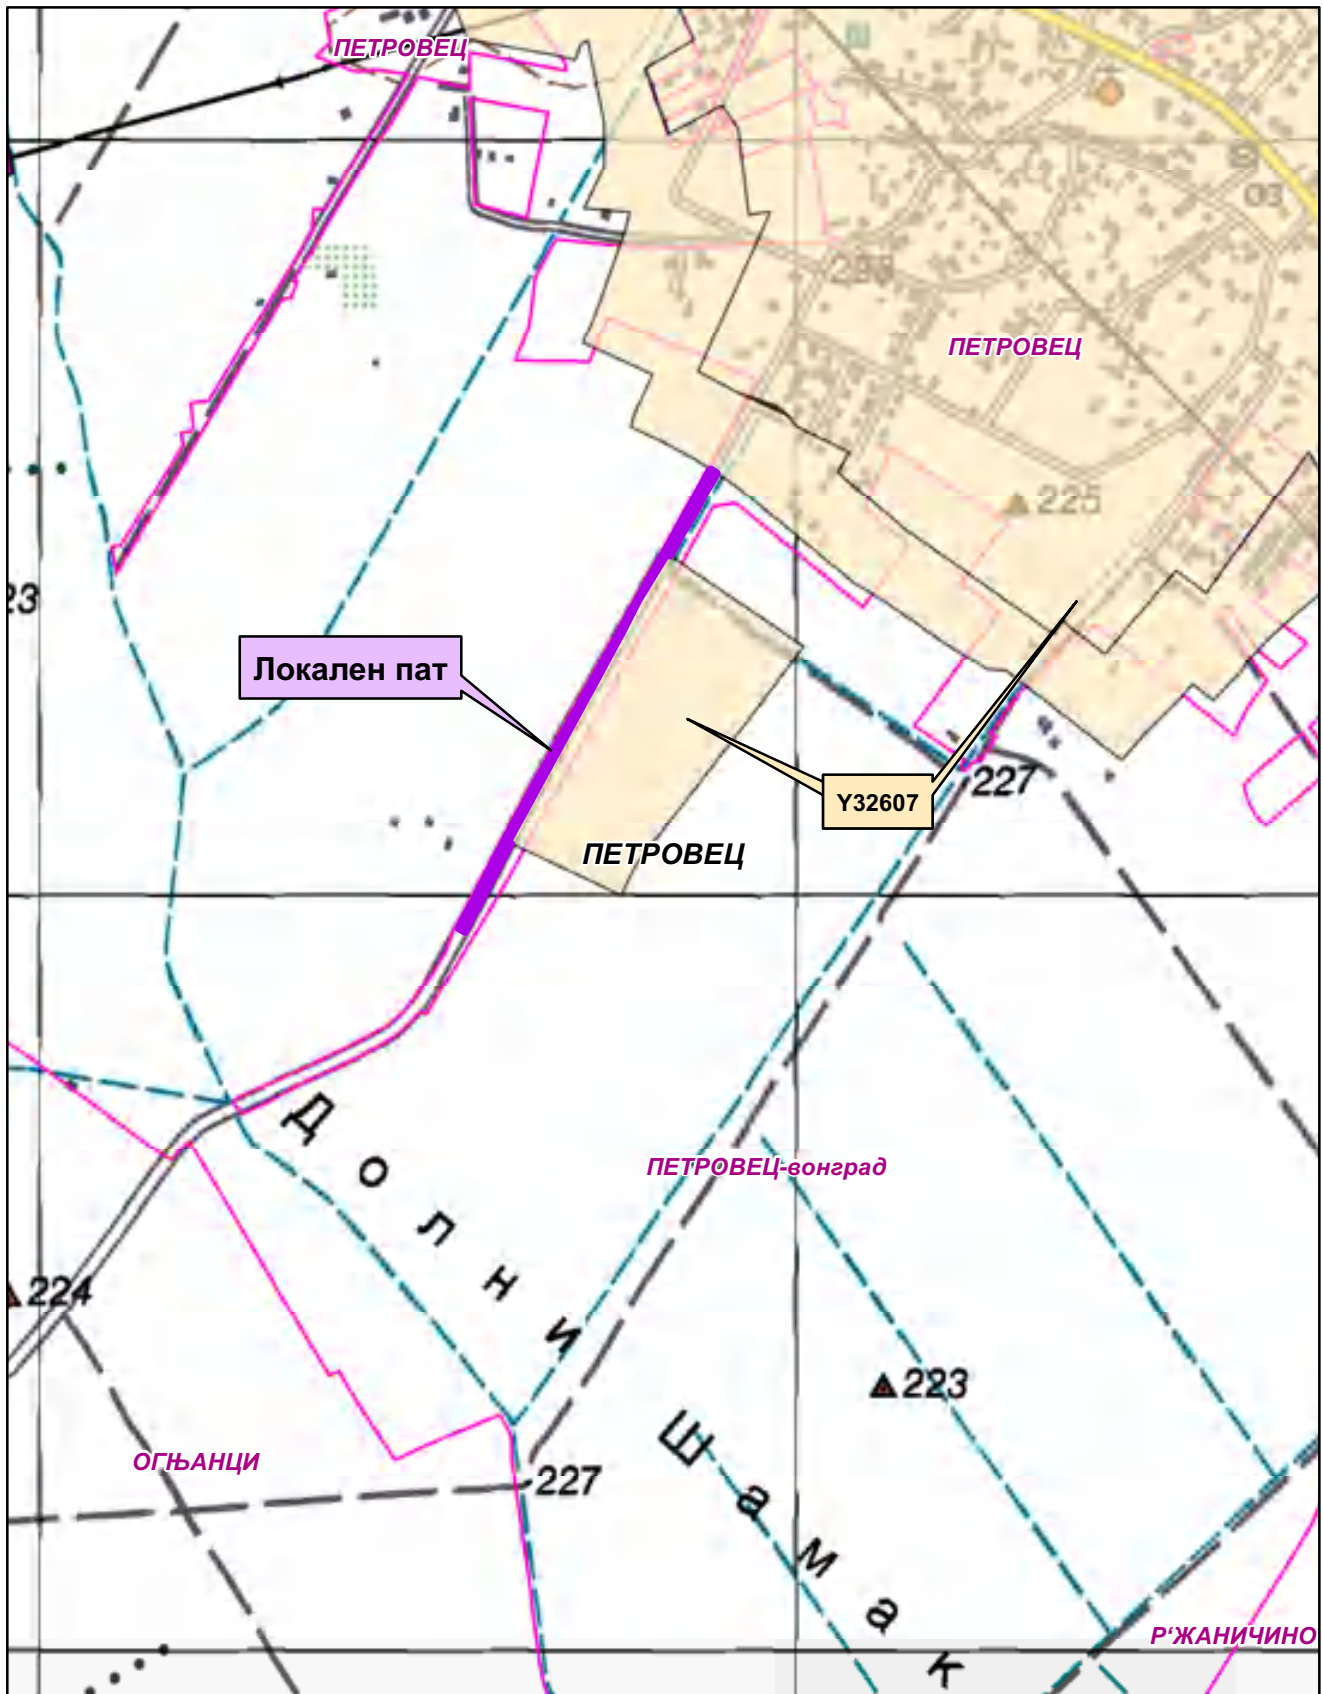 ПЕТРОВЕЦ
ПЕТРОВЕЦ
225
23
Локален пат
Y32607
227
ПЕТРОВЕЦ
Долни
ПЕТРОВЕЦ-вонград
224
223
Шамак
ОГЊАНЦИ
227
Р‘ЖАНИЧИНО